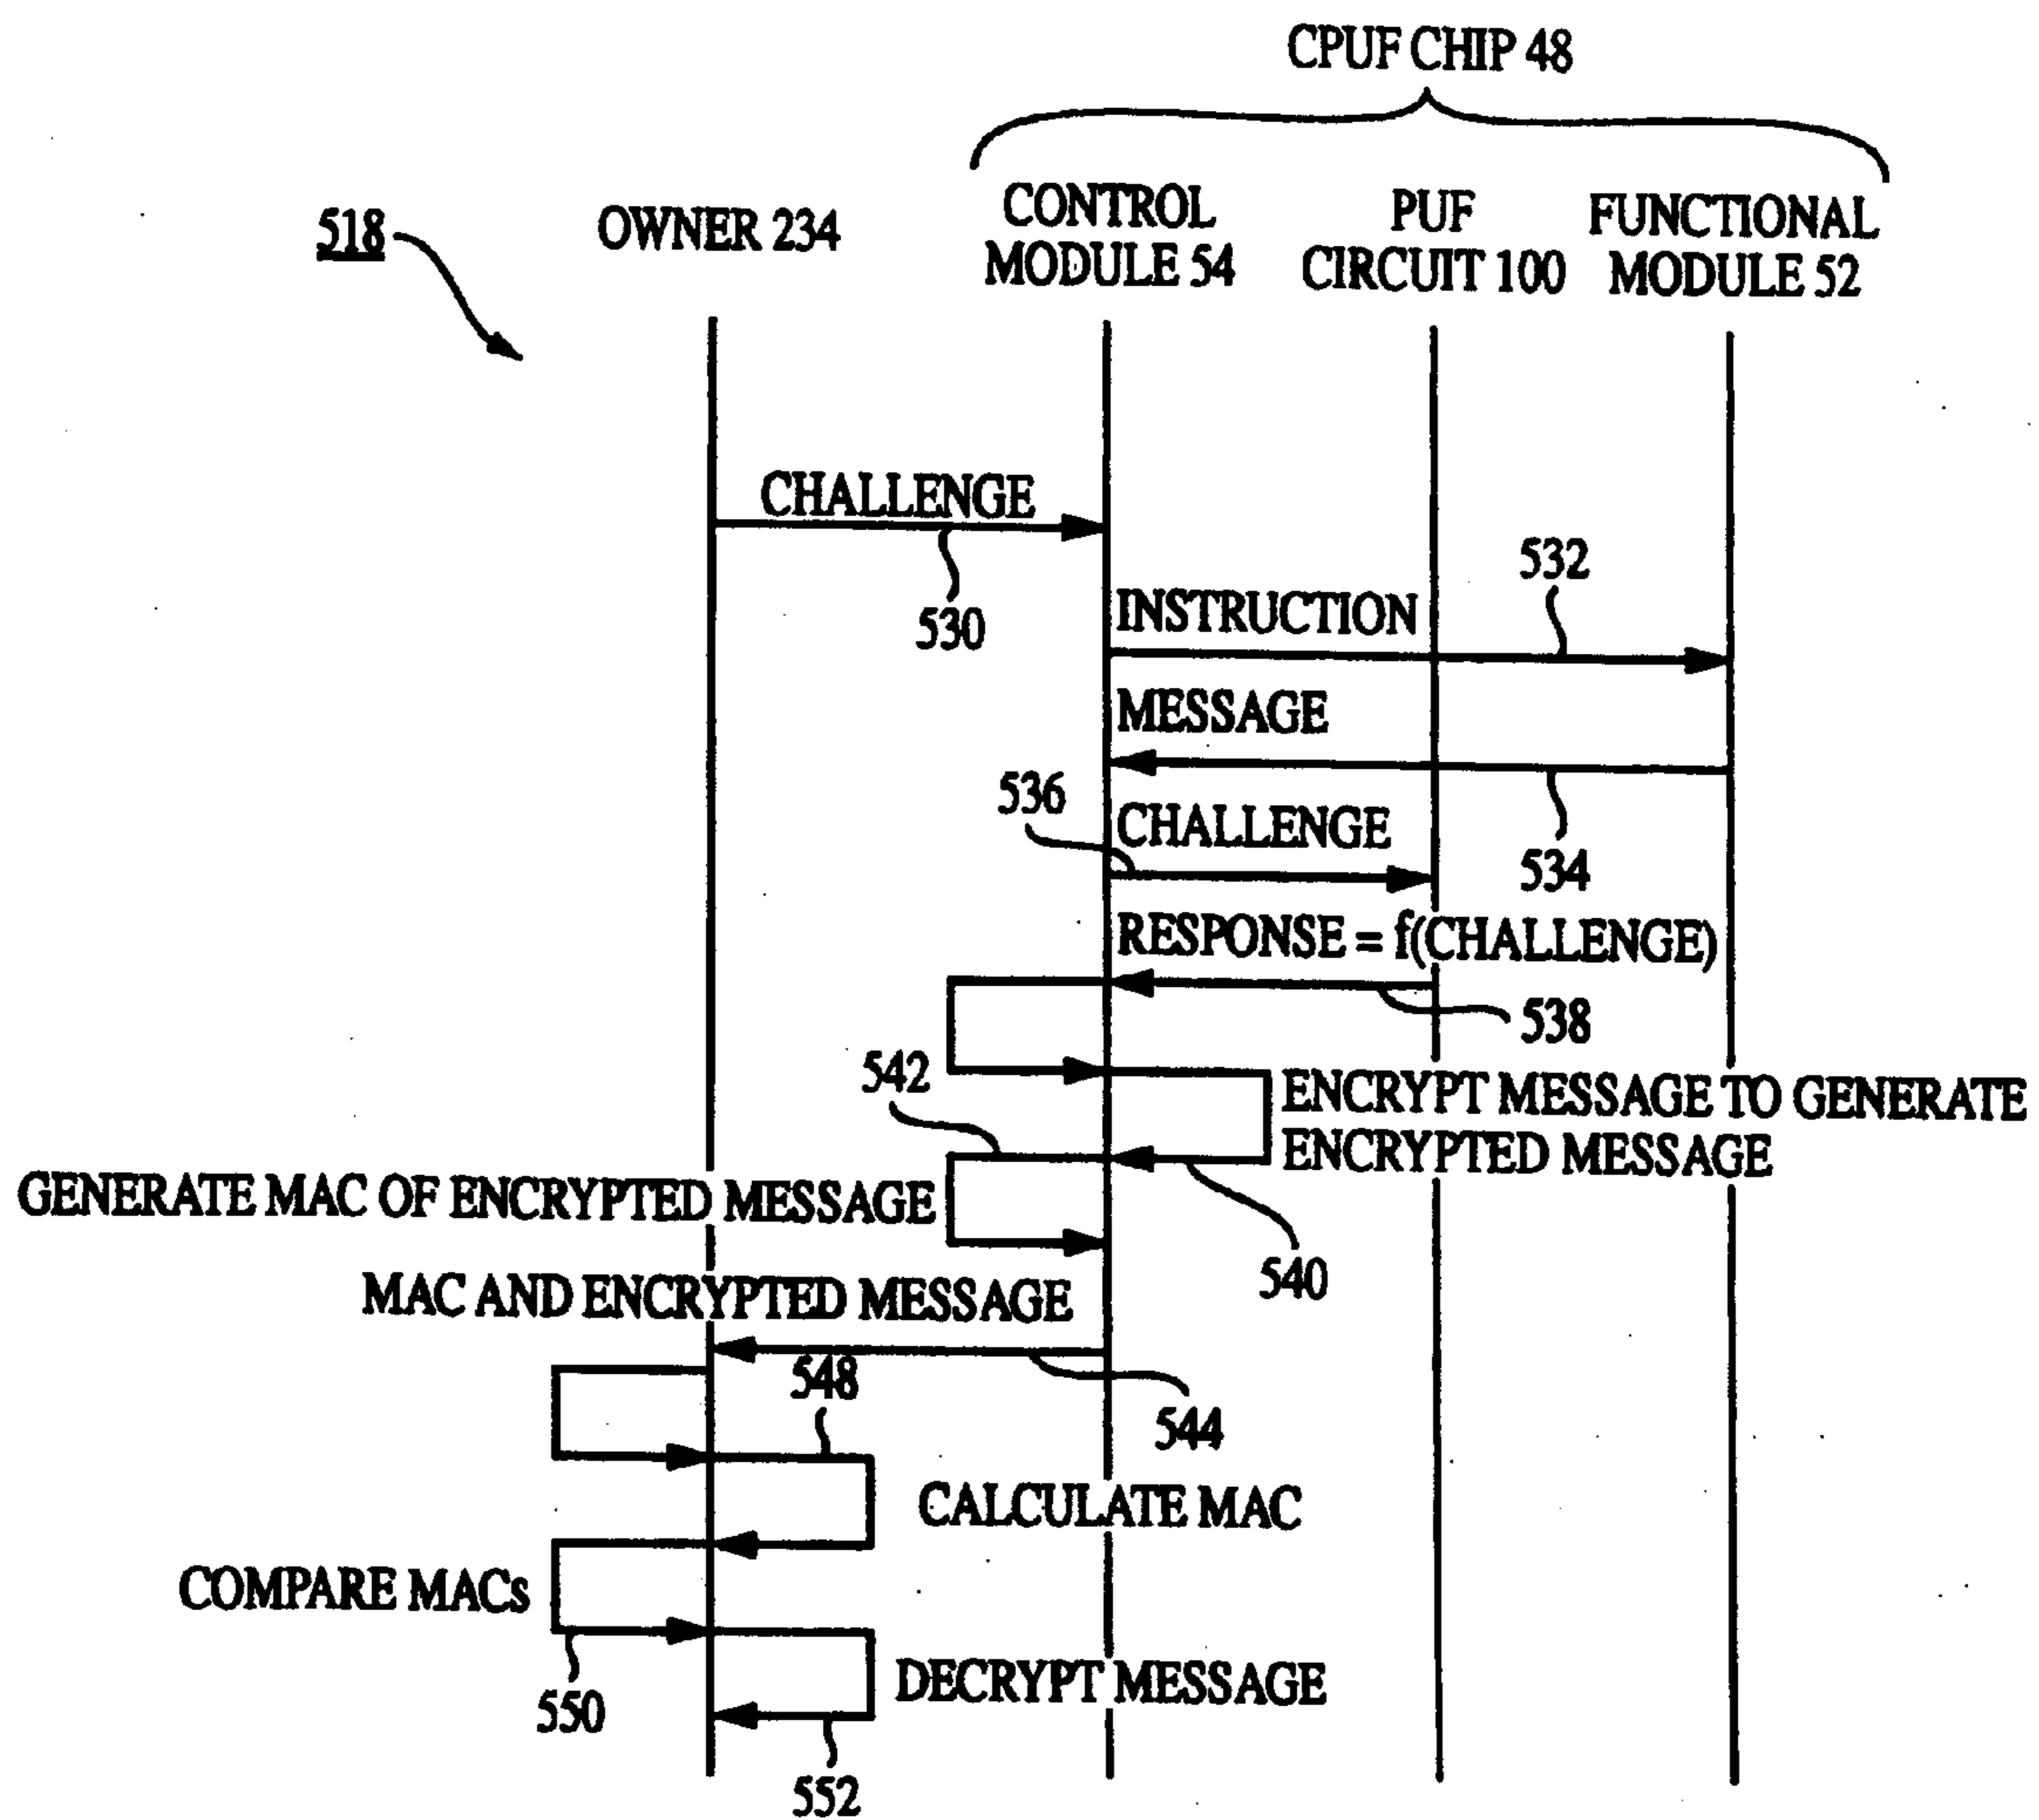 CPUF CHIP 48
518
OWNER 234
CONTROL
MODULE 54
PUF
CIRCUIT 100
FUNCTIONAL
MODULE 52
CHALLENGE
530
532
INSTRUCTION
MESSAGE
534
536
CHALLENGE
RESPONSE = f(CHALLENGE)
538
542
ENCRYPT MESSAGE TO GENERATE
ENCRYPTED MESSAGE
540
GENERATE MAC OF ENCRYPTED MESSAGE
MAC AND ENCRYPTED MESSAGE
544
548
CALCULATE MAC
COMPARE MACs
550
DECRYPT MESSAGE
552